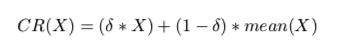 CR(X) = (δ ∗ X) + (1 − δ) ∗ mean(X)